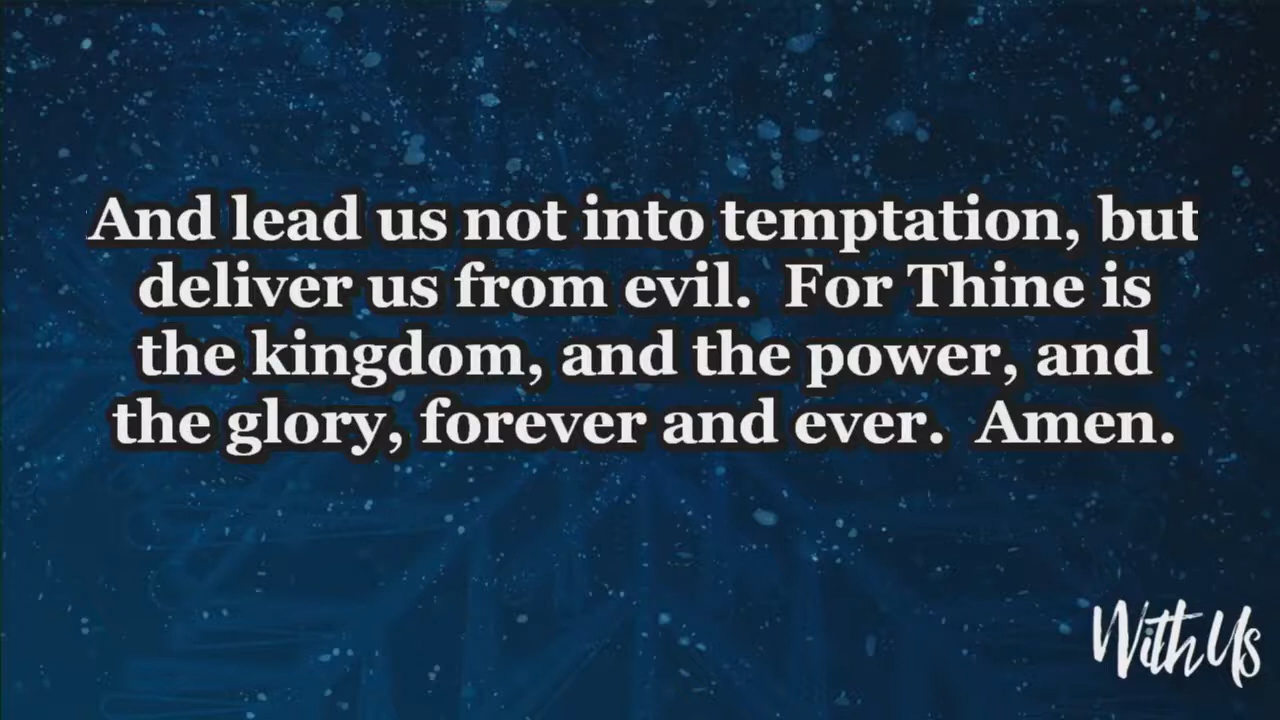 And lead us not into temptation, but
deliver us from evil.  For Thine is
the kingdom, and the power, and
the glory, forever and ever.  Amen.
With Us